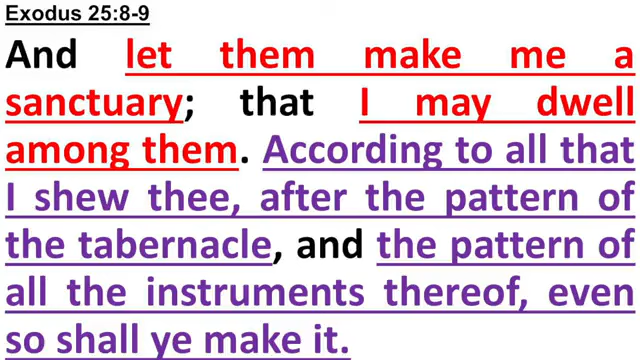 Exodus 25:8-9
And let them make me a
sanctuary; that I may dwell
among them. According to all that
I shew thee, after the pattern of
the tabernacle, and the pattern of
all the instruments thereof, even
so shall ye make it.